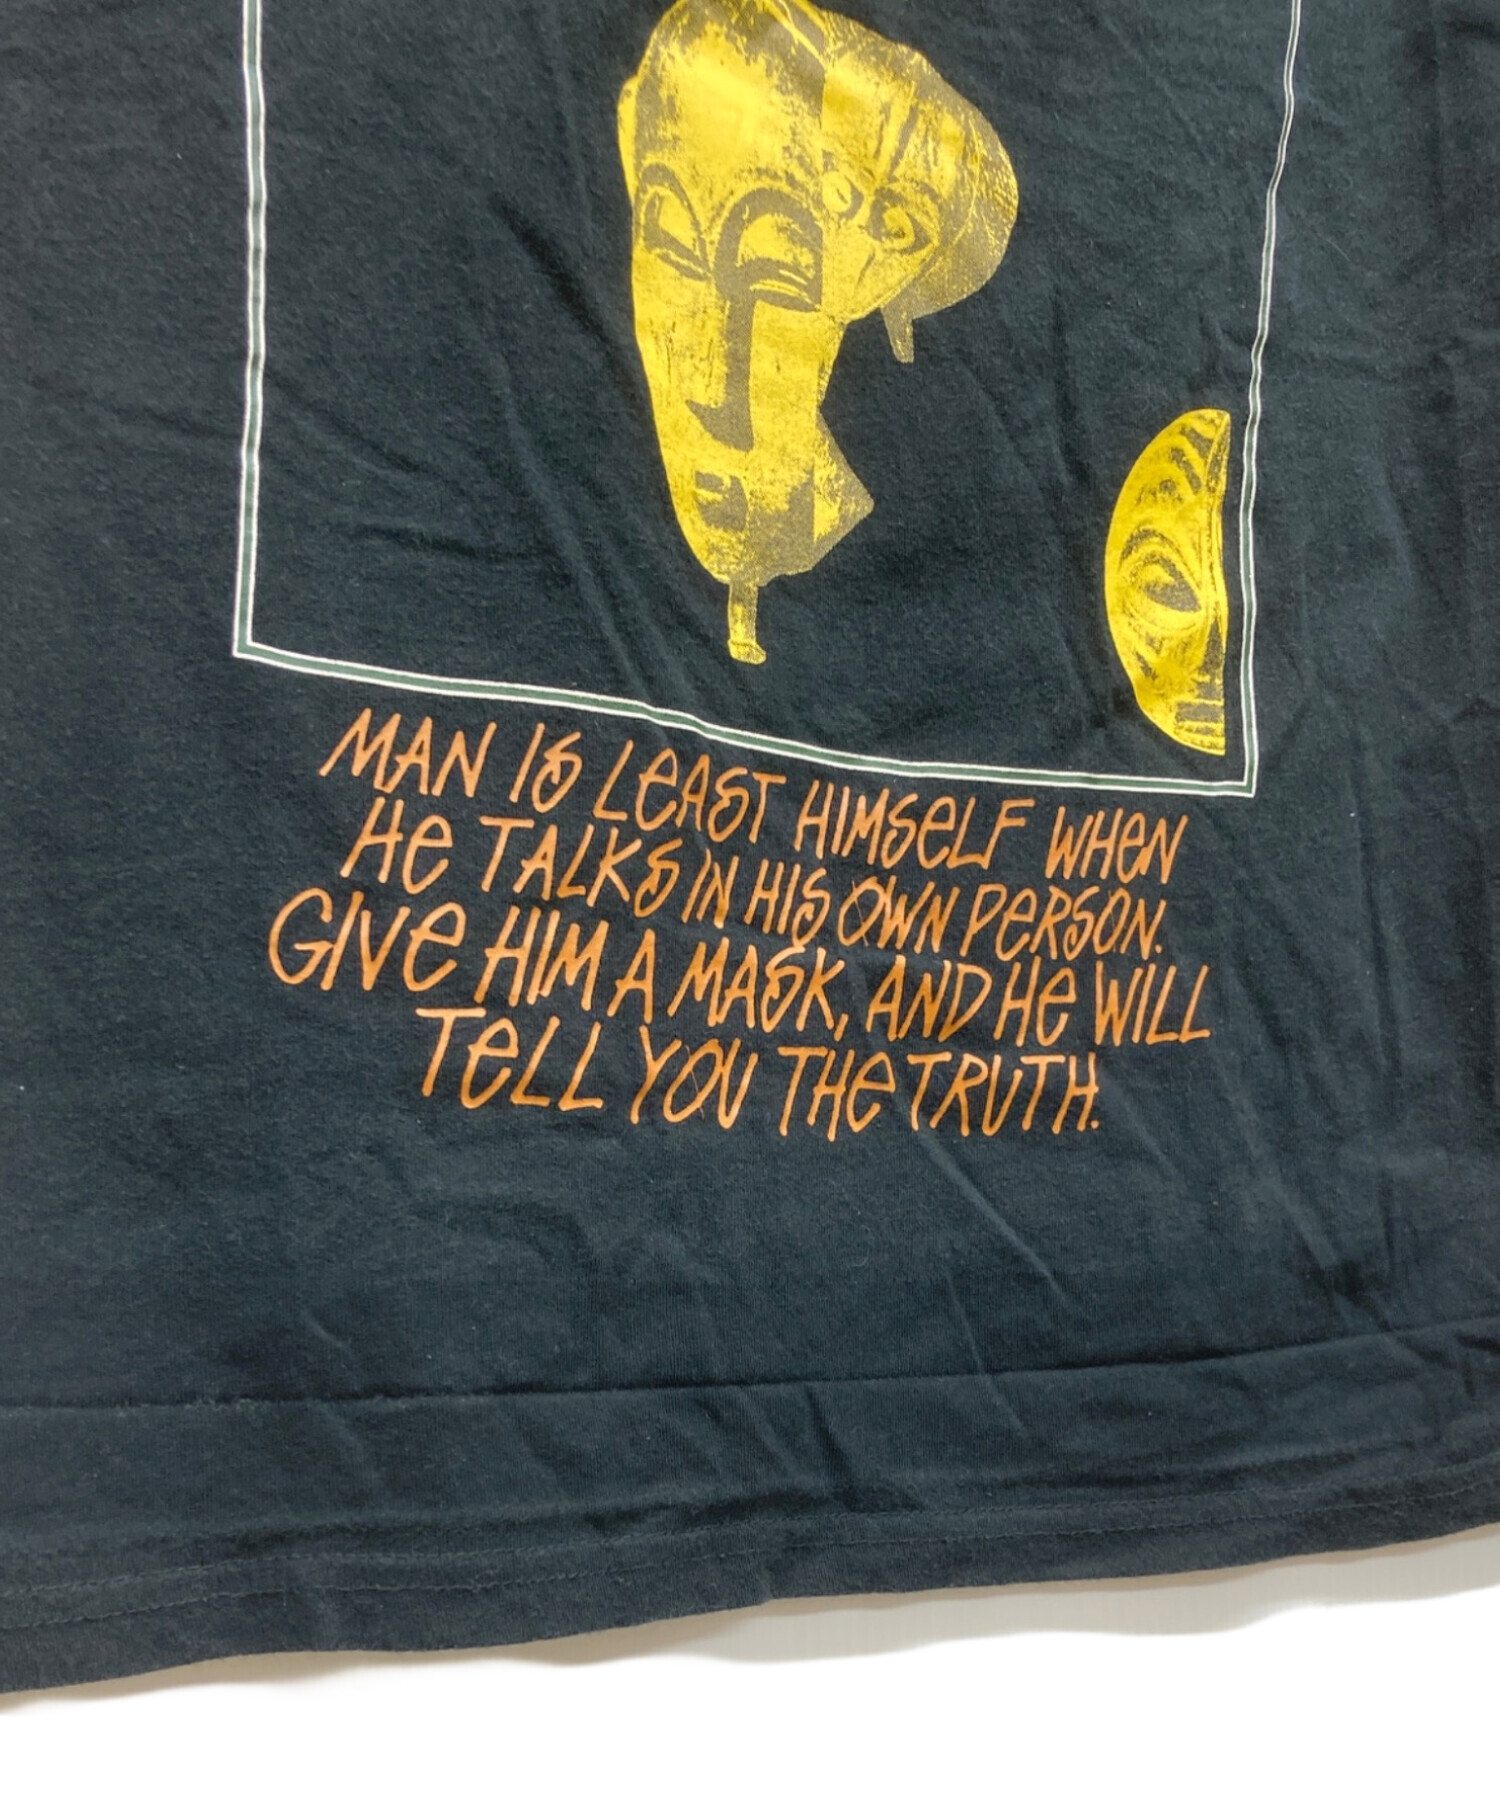 MAN IS LeAST HIMSeLF WHeN
He TALKS IN HIS OWN PeRSON.
GIVe HIM A MASK, AND He WILL
TeLL YOU THe TRUTH.